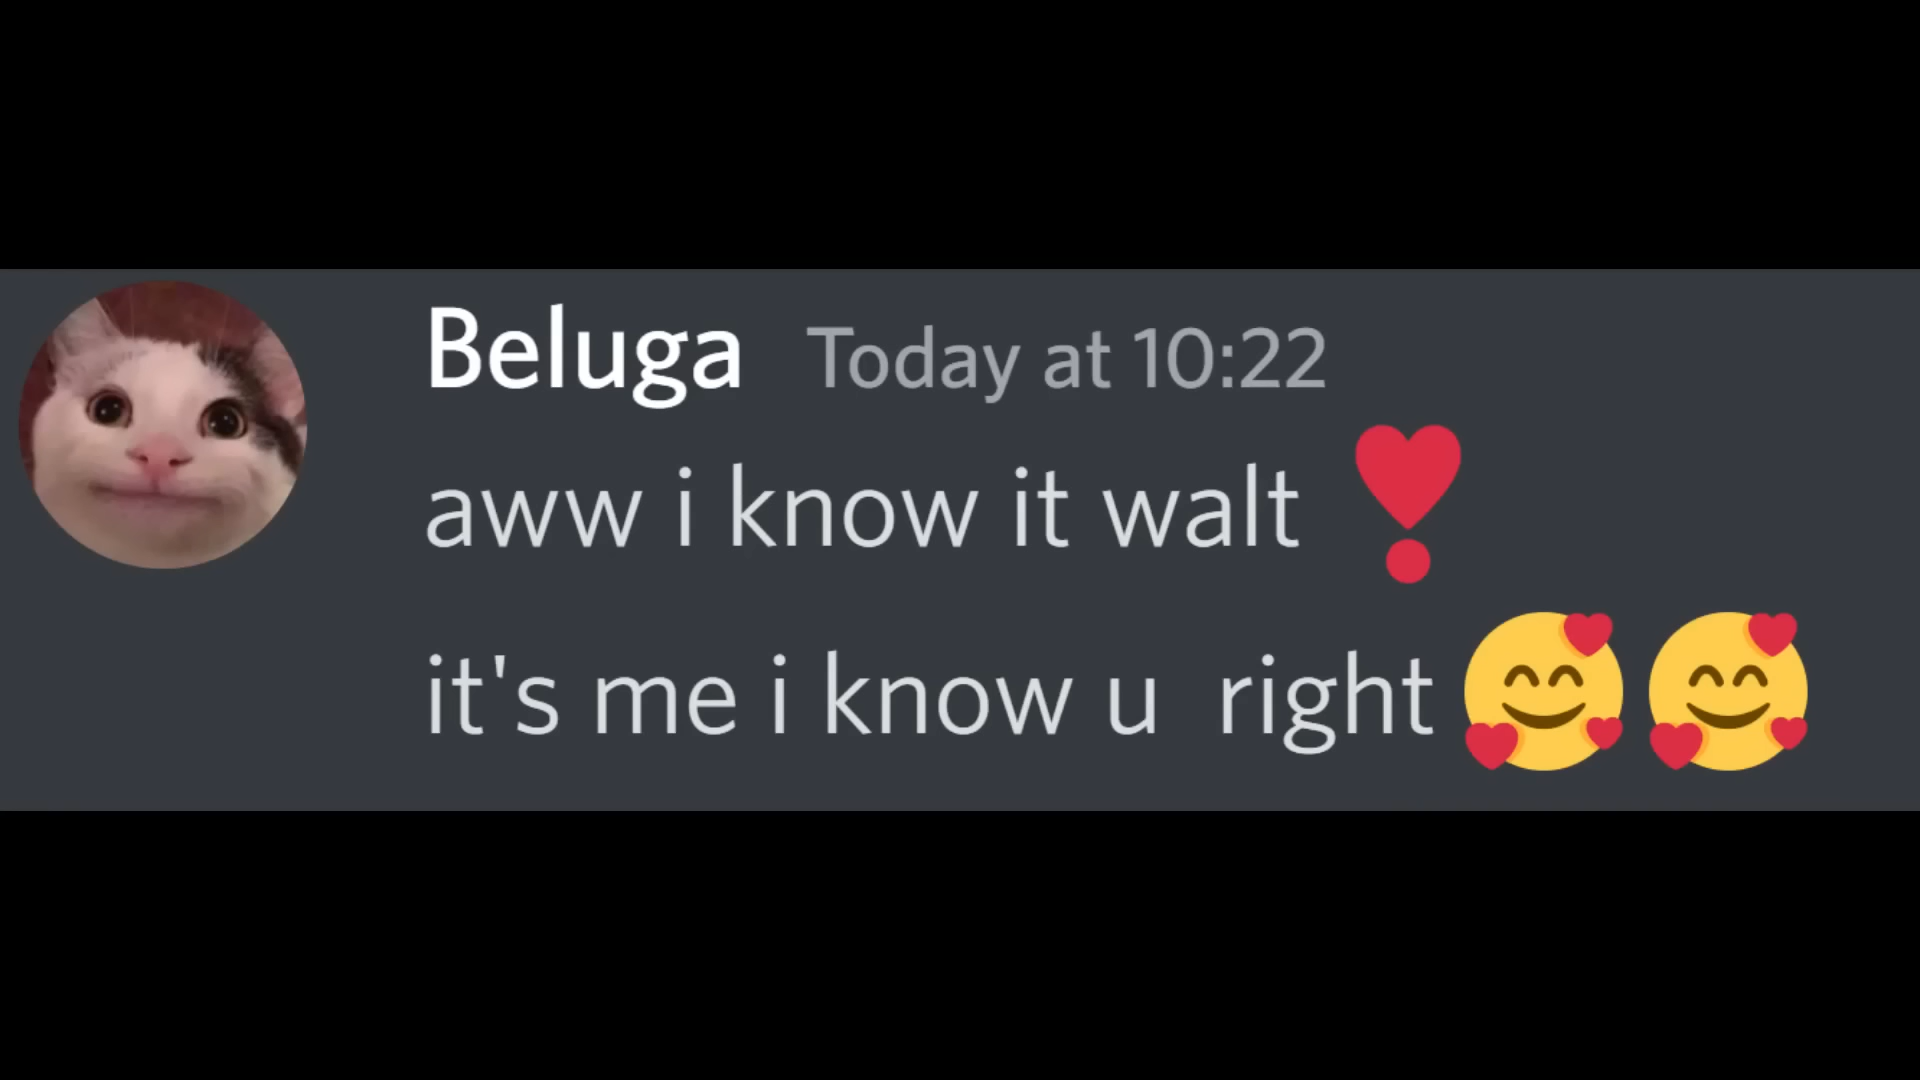 Beluga Today at 10:22
aww i know it walt ❣️
it's me i know u  right 🥰🥰